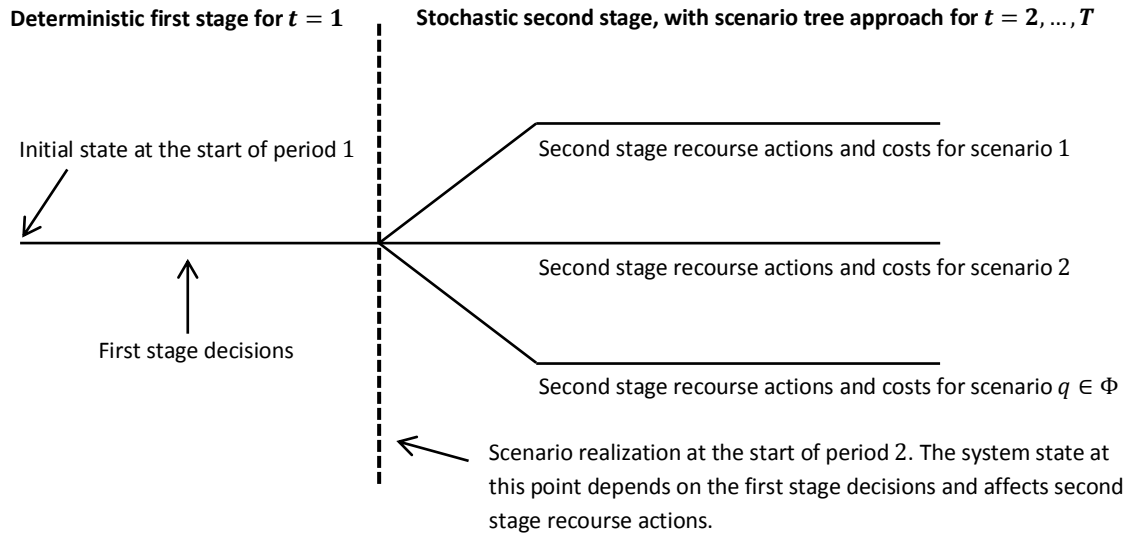 Deterministic first stage for t = 1
Stochastic second stage, with scenario tree approach for t = 2, … , T
Initial state at the start of period 1
Second stage recourse actions and costs for scenario 1
Second stage recourse actions and costs for scenario 2
First stage decisions
Second stage recourse actions and costs for scenario q ∈ Φ
Scenario realization at the start of period 2. The system state at
this point depends on the first stage decisions and affects second
stage recourse actions.